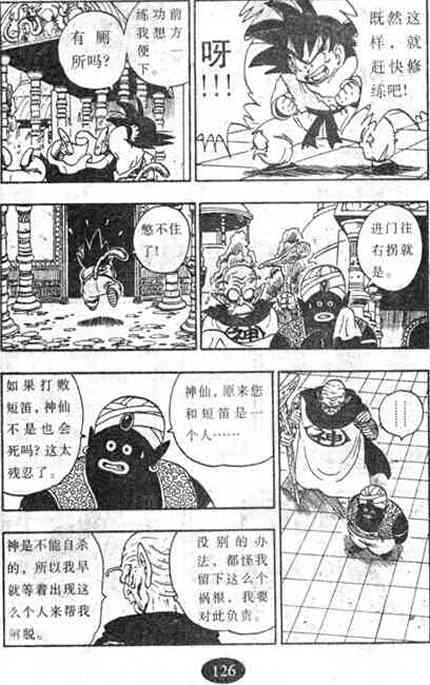 既然这
样，就
赶快修
练吧!
呀!!!
练功前
我想方
便一
下。
有厕
所吗?
进门往
右拐就
是。
神
憋不住
了!
…………
神
神仙，原来您
和短笛是一
个人……
如果打败
短笛，神仙
不是也会
死吗? 这太
残忍了。
没别的办
法，都怪我
留下这么个
祸根，我要
对此负责。
神是不能自杀
的，所以我早
就等着出现这
么个人来帮我
解脱。
126